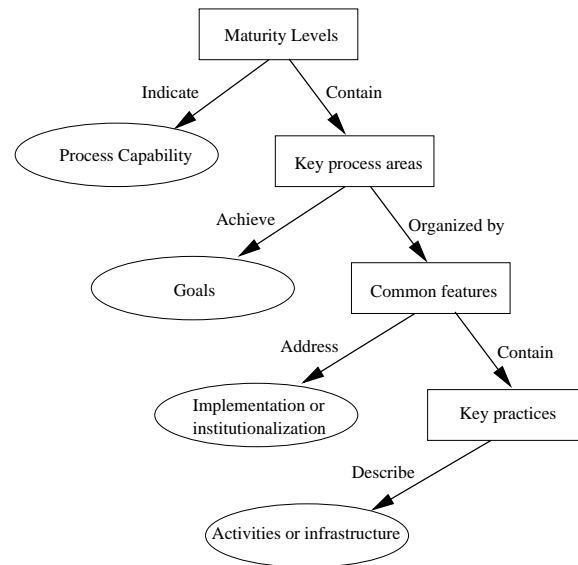 Maturity Levels
Indicate
Contain
Process Capability
Key process areas
Achieve
Organized by
Goals
Common features
Address
Contain
Implementation or
institutionalization
Key practices
Describe
Activities or infrastructure